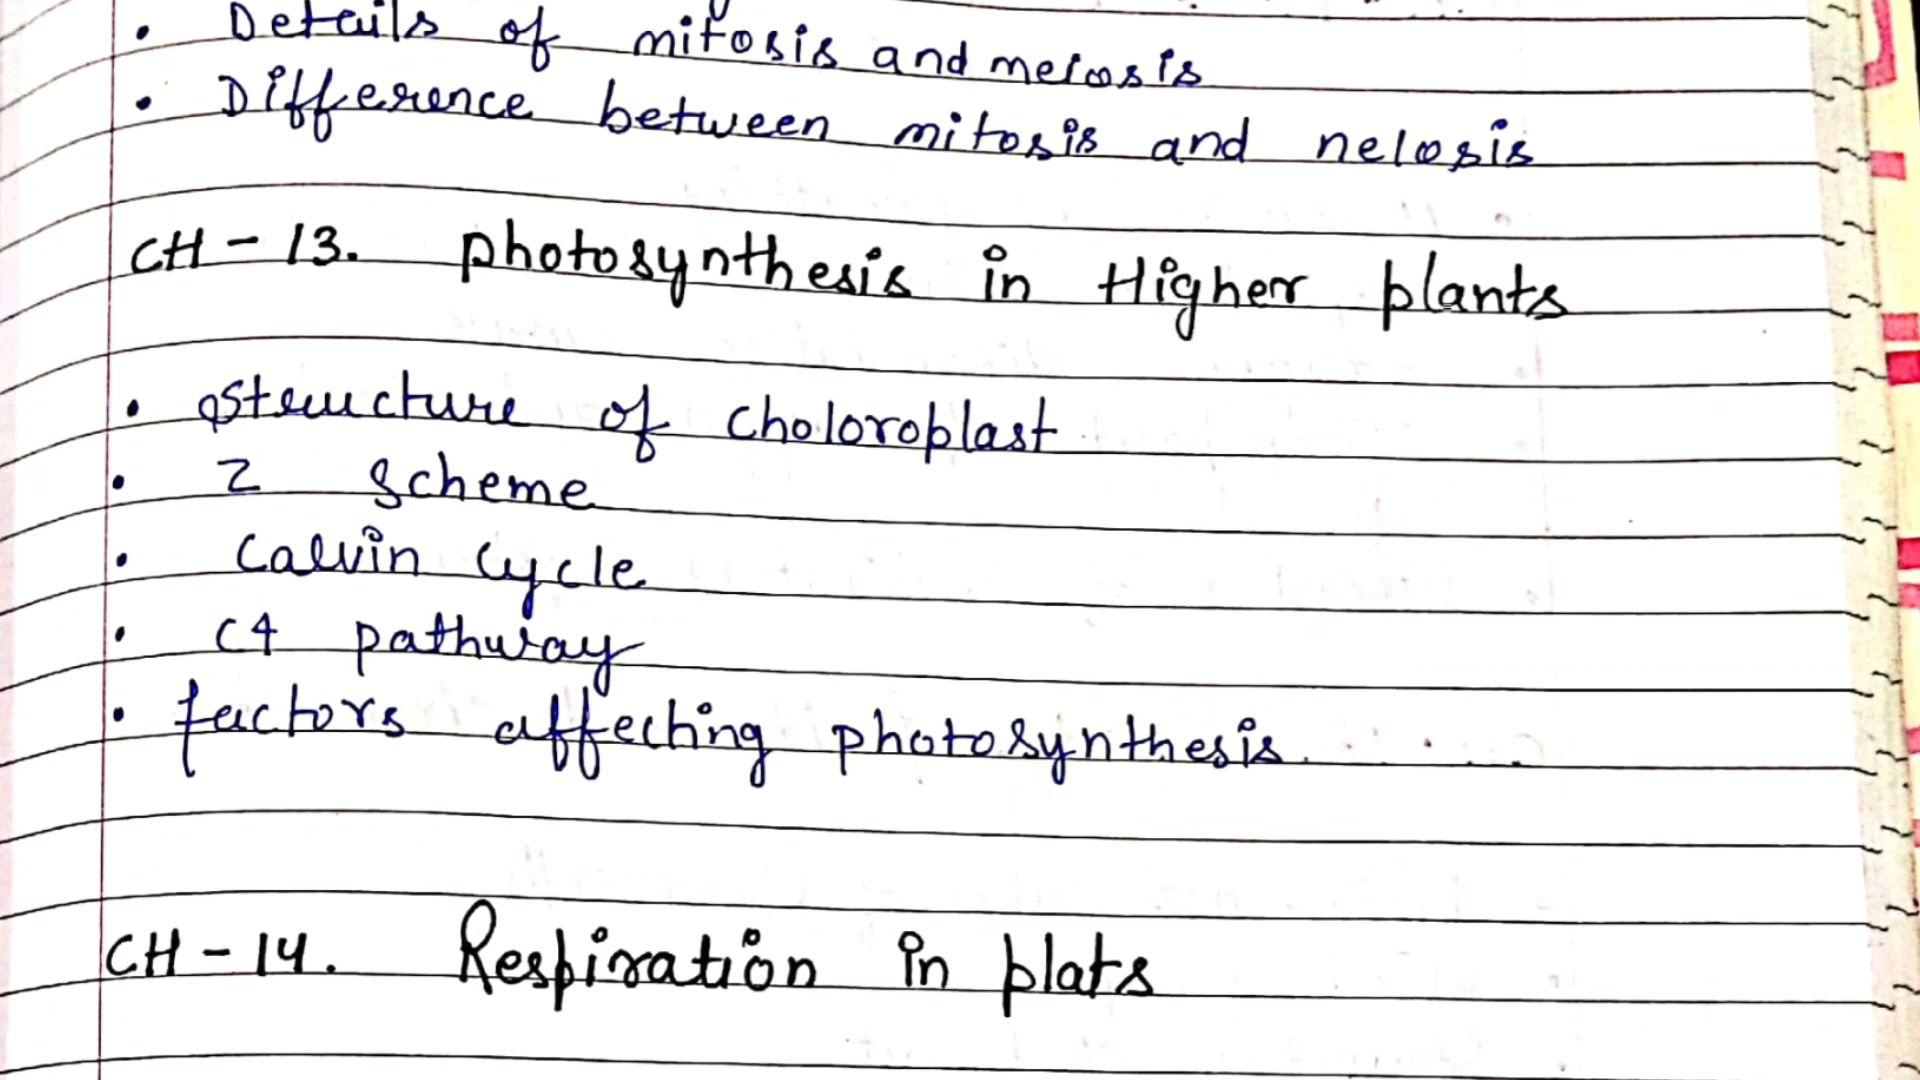 • Details of mitosis and meiosis
• Difference between mitosis and nelosis
CH - 13. Photosynthesis in Higher plants
• Structure of choloroplast
• Z Scheme
• Calvin Cycle
• C4 pathway
• factors affecting photosynthesis
CH - 14. Respiration in plats